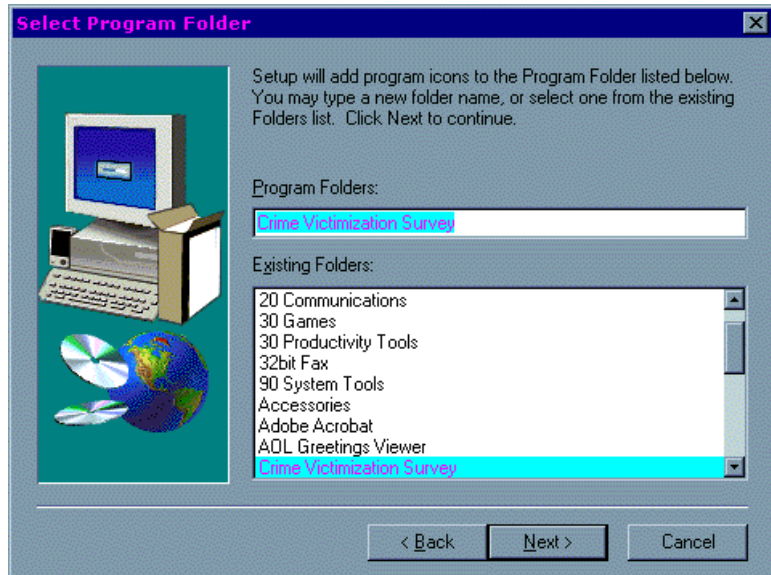 Select Program Folder
Setup will add program icons to the Program Folder listed below.
You may type a new folder name, or select one from the existing
Folders list.  Click Next to continue.
Program Folders:
Crime Victimization Survey
Existing Folders:
20 Communications
30 Games
30 Productivity Tools
32bit Fax
90 System Tools
Accessories
Adobe Acrobat
AOL Greetings Viewer
Crime Victimization Survey
< Back
Next >
Cancel